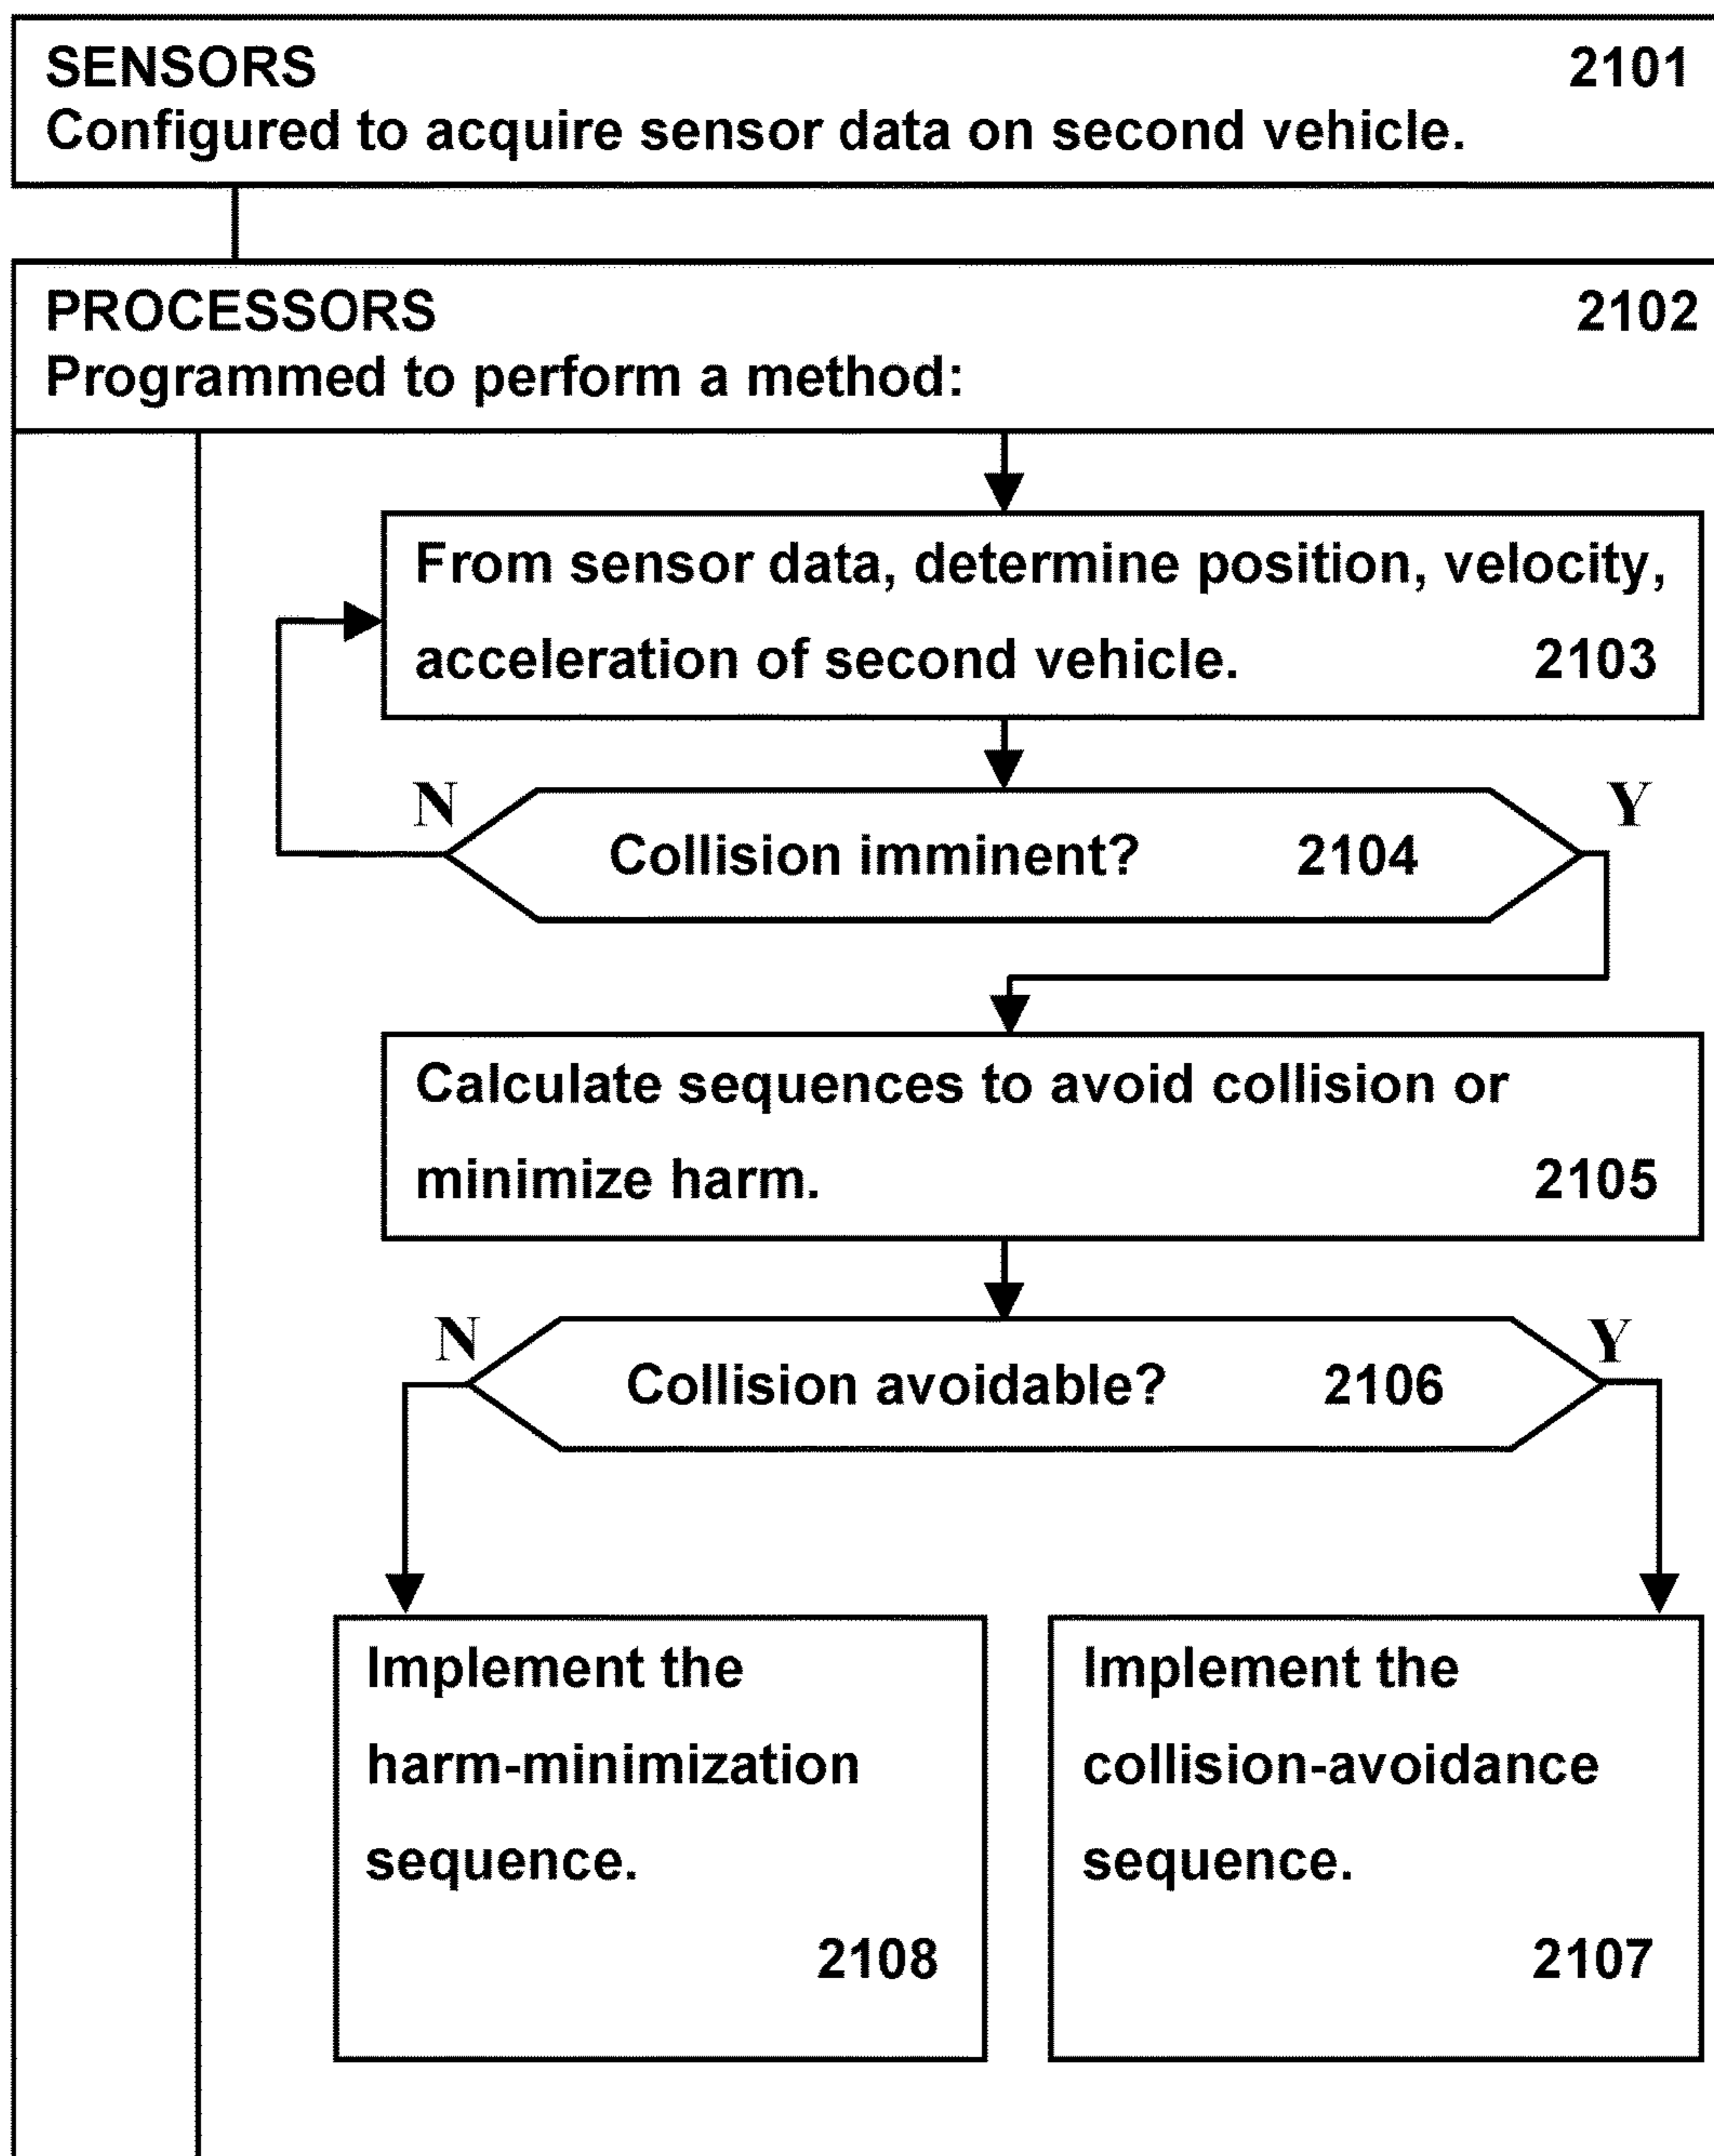 SENSORS 2101
Configured to acquire sensor data on second vehicle.
PROCESSORS 2102
Programmed to perform a method:
From sensor data, determine position, velocity,
acceleration of second vehicle. 2103
N Y
Collision imminent? 2104
Calculate sequences to avoid collision or
minimize harm. 2105
N Y
Collision avoidable? 2106
Implement the
harm-minimization
sequence.
2108
Implement the
collision-avoidance
sequence.
2107